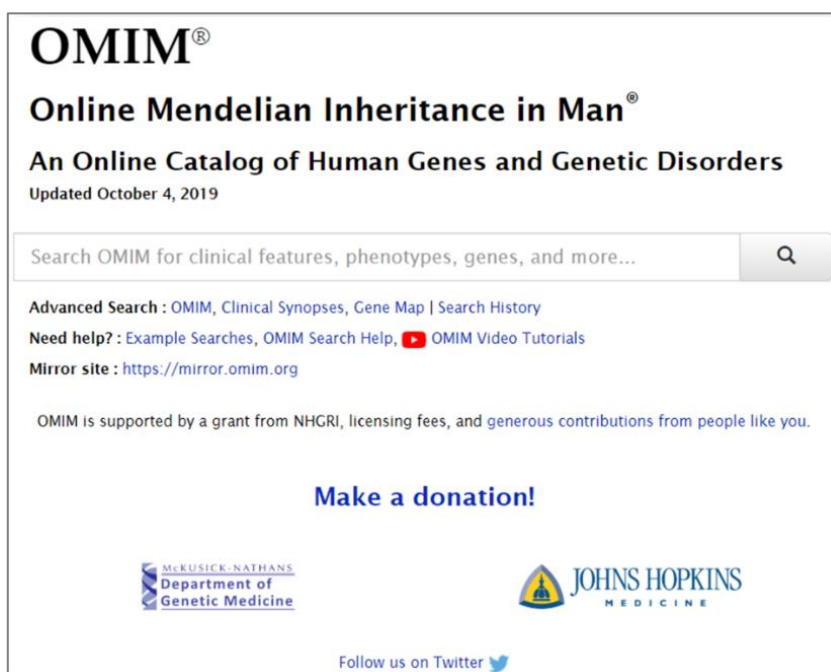 OMIM®
Online Mendelian Inheritance in Man®
An Online Catalog of Human Genes and Genetic Disorders
Updated October 4, 2019
Search OMIM for clinical features, phenotypes, genes, and more...
Advanced Search : OMIM, Clinical Synopses, Gene Map | Search History
Need help? : Example Searches, OMIM Search Help, OMIM Video Tutorials
Mirror site : https://mirror.omim.org
OMIM is supported by a grant from NHGRI, licensing fees, and generous contributions from people like you.
Make a donation!
McKUSICK-NATHANS
Department of
Genetic Medicine
JOHNS HOPKINS
MEDICINE
Follow us on Twitter